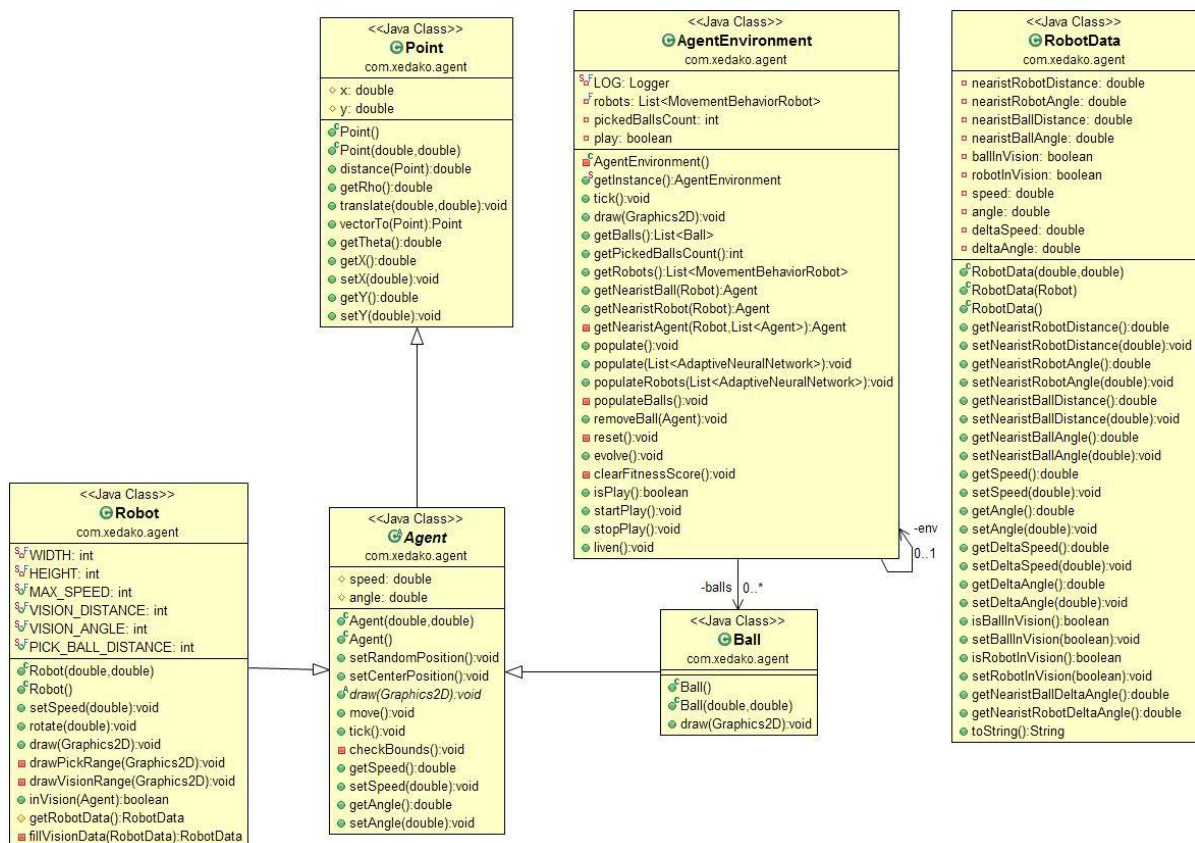 <<Java Class>>
Point
com.xedako.agent
x: double
y: double
Point()
Point(double,double)
distance(Point):double
getRho():double
translate(double,double):void
vectorTo(Point):Point
getTheta():double
getX():double
setX(double):void
getY():double
setY(double):void
<<Java Class>>
AgentEnvironment
com.xedako.agent
LOG: Logger
robots: List<MovementBehaviorRobot>
pickedBallsCount: int
play: boolean
AgentEnvironment()
getInstance():AgentEnvironment
tick():void
draw(Graphics2D):void
getBalls():List<Ball>
getPickedBallsCount():int
getRobots():List<MovementBehaviorRobot>
getNearistBall(Robot):Agent
getNearistRobot(Robot):Agent
getNearistAgent(Robot,List<Agent>):Agent
populate():void
populate(List<AdaptiveNeuralNetwork>):void
populateRobots(List<AdaptiveNeuralNetwork>):void
populateBalls():void
removeBall(Agent):void
reset():void
evolve():void
clearFitnessScore():void
isPlay():boolean
startPlay():void
stopPlay():void
liven():void
-env
0..1
-balls
0..*
<<Java Class>>
RobotData
com.xedako.agent
nearistRobotDistance: double
nearistRobotAngle: double
nearistBallDistance: double
nearistBallAngle: double
ballInVision: boolean
robotInVision: boolean
speed: double
angle: double
deltaSpeed: double
deltaAngle: double
RobotData(double,double)
RobotData(Robot)
RobotData()
getNearistRobotDistance():double
setNearistRobotDistance(double):void
getNearistRobotAngle():double
setNearistRobotAngle(double):void
getNearistBallDistance():double
setNearistBallDistance(double):void
getNearistBallAngle():double
setNearistBallAngle(double):void
getSpeed():double
setSpeed(double):void
getAngle():double
setAngle(double):void
getDeltaSpeed():double
setDeltaSpeed(double):void
getDeltaAngle():double
setDeltaAngle(double):void
isBallInVision():boolean
setBallInVision(boolean):void
isRobotInVision():boolean
setRobotInVision(boolean):void
getNearistBallDeltaAngle():double
getNearistRobotDeltaAngle():double
toString():String
<<Java Class>>
Robot
com.xedako.agent
WIDTH: int
HEIGHT: int
MAX_SPEED: int
VISION_DISTANCE: int
VISION_ANGLE: int
PICK_BALL_DISTANCE: int
Robot(double,double)
Robot()
setSpeed(double):void
rotate(double):void
draw(Graphics2D):void
drawPickRange(Graphics2D):void
drawVisionRange(Graphics2D):void
inVision(Agent):boolean
getRobotData():RobotData
fillVisionData(RobotData):RobotData
<<Java Class>>
Agent
com.xedako.agent
speed: double
angle: double
Agent(double,double)
Agent()
setRandomPosition():void
setCenterPosition():void
draw(Graphics2D):void
move():void
tick():void
checkBounds():void
getSpeed():double
setSpeed(double):void
getAngle():double
setAngle(double):void
<<Java Class>>
Ball
com.xedako.agent
Ball()
Ball(double,double)
draw(Graphics2D):void